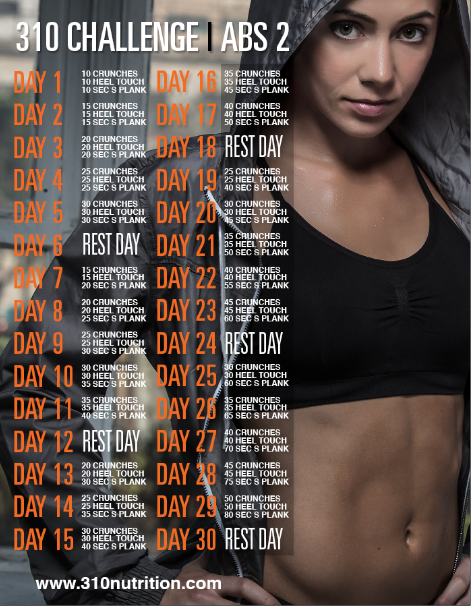 310 CHALLENGE | ABS 2
DAY 1
10 CRUNCHES
10 HEEL TOUCH
10 SEC S PLANK
DAY 2
15 CRUNCHES
15 HEEL TOUCH
15 SEC S PLANK
DAY 3
20 CRUNCHES
20 HEEL TOUCH
20 SEC S PLANK
DAY 4
25 CRUNCHES
25 HEEL TOUCH
25 SEC S PLANK
DAY 5
30 CRUNCHES
30 HEEL TOUCH
30 SEC S PLANK
DAY 6
REST DAY
DAY 7
15 CRUNCHES
15 HEEL TOUCH
20 SEC S PLANK
DAY 8
20 CRUNCHES
20 HEEL TOUCH
25 SEC S PLANK
DAY 9
25 CRUNCHES
25 HEEL TOUCH
30 SEC S PLANK
DAY 10
30 CRUNCHES
30 HEEL TOUCH
35 SEC S PLANK
DAY 11
35 CRUNCHES
35 HEEL TOUCH
40 SEC S PLANK
DAY 12
REST DAY
DAY 13
20 CRUNCHES
20 HEEL TOUCH
30 SEC S PLANK
DAY 14
25 CRUNCHES
25 HEEL TOUCH
35 SEC S PLANK
DAY 15
30 CRUNCHES
30 HEEL TOUCH
40 SEC S PLANK
DAY 16
35 CRUNCHES
35 HEEL TOUCH
45 SEC S PLANK
DAY 17
40 CRUNCHES
40 HEEL TOUCH
50 SEC S PLANK
DAY 18
REST DAY
DAY 19
25 CRUNCHES
25 HEEL TOUCH
40 SEC S PLANK
DAY 20
30 CRUNCHES
30 HEEL TOUCH
45 SEC S PLANK
DAY 21
35 CRUNCHES
35 HEEL TOUCH
50 SEC S PLANK
DAY 22
40 CRUNCHES
40 HEEL TOUCH
55 SEC S PLANK
DAY 23
45 CRUNCHES
45 HEEL TOUCH
60 SEC S PLANK
DAY 24
REST DAY
DAY 25
30 CRUNCHES
30 HEEL TOUCH
60 SEC S PLANK
DAY 26
35 CRUNCHES
35 HEEL TOUCH
65 SEC S PLANK
DAY 27
40 CRUNCHES
40 HEEL TOUCH
70 SEC S PLANK
DAY 28
45 CRUNCHES
45 HEEL TOUCH
75 SEC S PLANK
DAY 29
50 CRUNCHES
50 HEEL TOUCH
80 SEC S PLANK
DAY 30
REST DAY
www.310nutrition.com